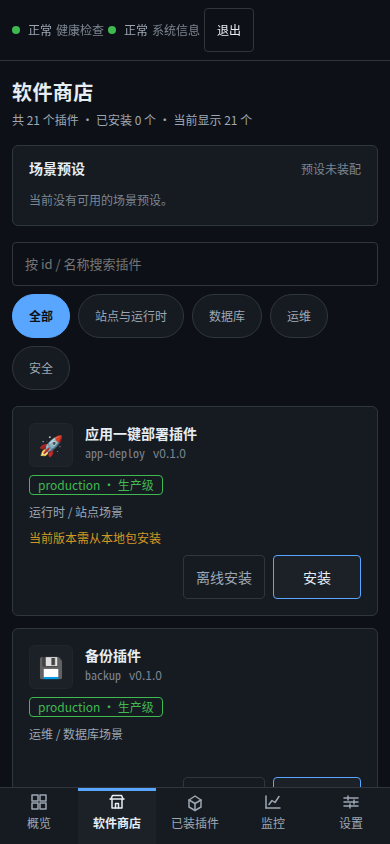 正常 健康检查 正常 系统信息 退出
软件商店
共 21 个插件 • 已安装 0 个 • 当前显示 21 个
场景预设 预设未装配
当前没有可用的场景预设。
按 id / 名称搜索插件
全部 站点与运行时 数据库 运维
安全
应用一键部署插件
app-deploy v0.1.0
production • 生产级
运行时 / 站点场景
当前版本需从本地包安装
离线安装 安装
备份插件
backup v0.1.0
production • 生产级
运维 / 数据库场景
概览 软件商店 已装插件 监控 设置